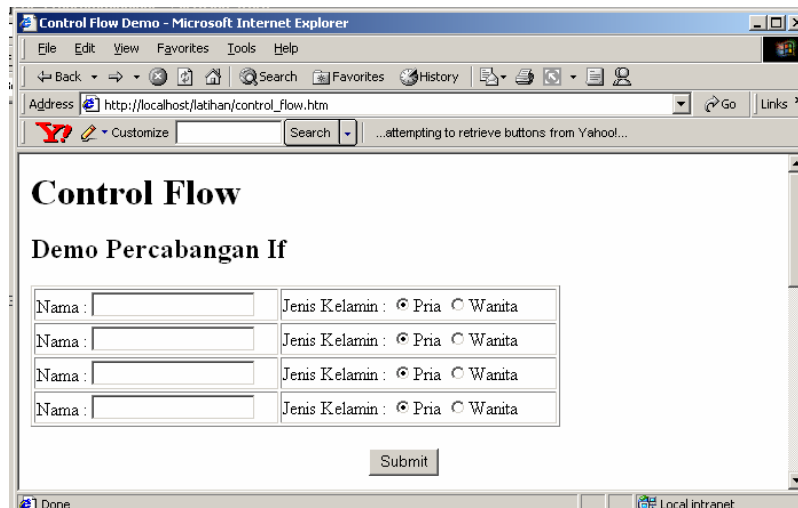 Control Flow Demo - Microsoft Internet Explorer
File Edit View Favorites Tools Help
Back Search Favorites History
Address http://localhost/latihan/control_flow.htm Go Links
Y! Customize Search ...attempting to retrieve buttons from Yahoo!...
Control Flow
Demo Percabangan If
Nama : Jenis Kelamin : Pria Wanita
Nama : Jenis Kelamin : Pria Wanita
Nama : Jenis Kelamin : Pria Wanita
Nama : Jenis Kelamin : Pria Wanita
Submit
Done Local intranet